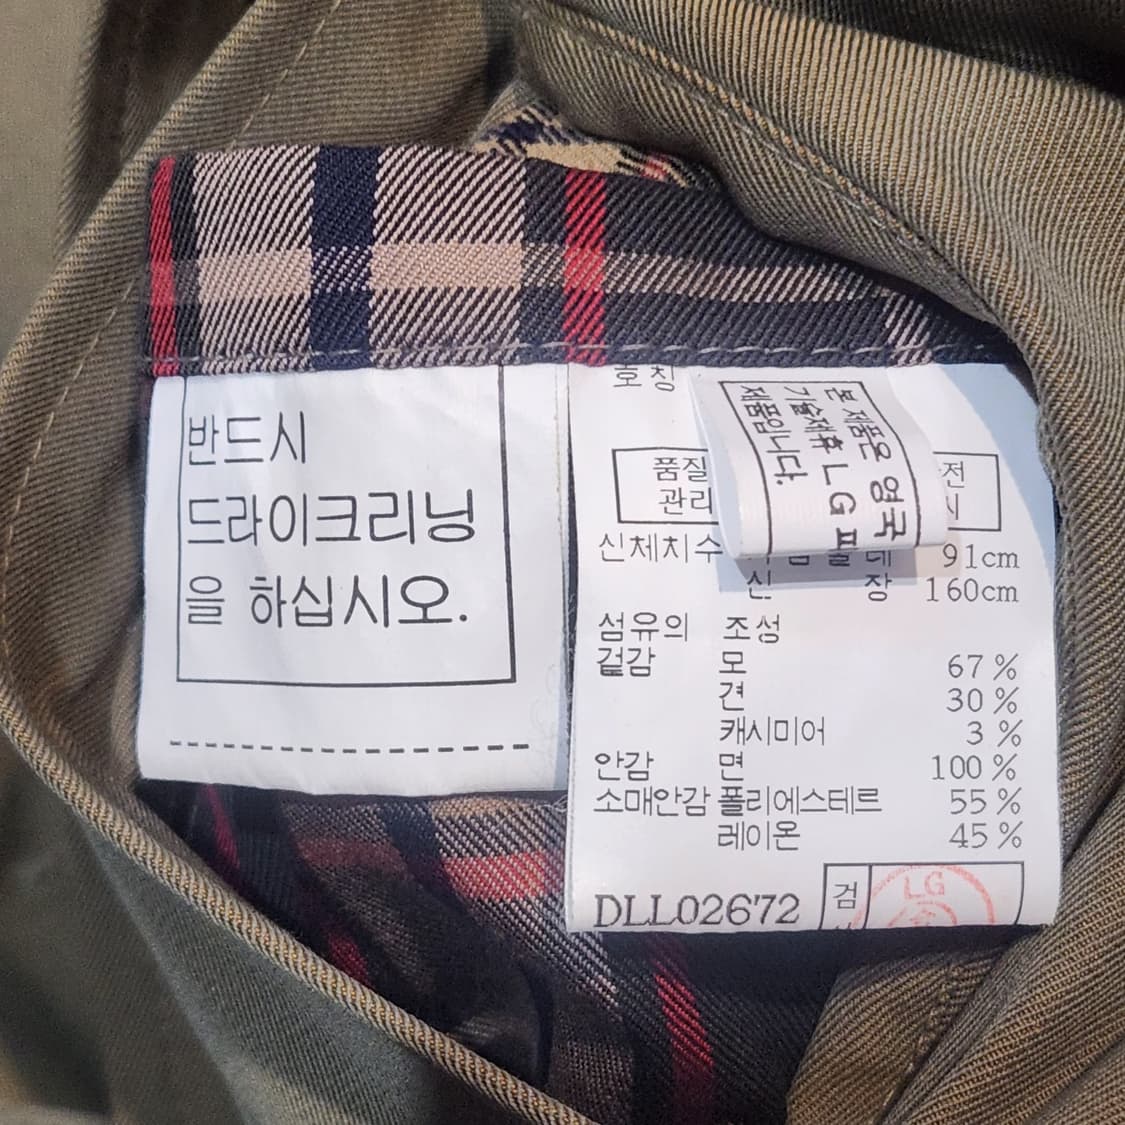 반드시
드라이크리닝
을 하십시오.
호칭
본 제품은 영국
기술제휴 LG
제품입니다.
품질
관리
전
신체치수 91cm
신 장 160cm
섬유의 조성
겉감 모 67%
견 30%
캐시미어 3%
안감 면 100%
소매안감 폴리에스테르 55%
레이온 45%
DLL02672
검
LG